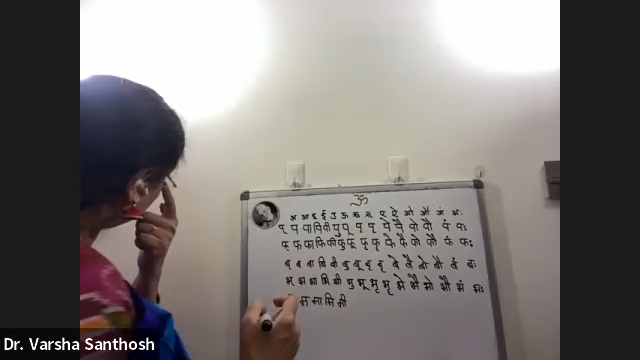 ॐ
अ आ इ ई उ ऊ ऋ ॠ ए ऐ ओ औ अं अः
प् प पा पि पी पु पू पृ पॄ पे पै पो पौ पं पः
फ् फ फा फि फी फु फू फृ फॄ फे फै फो फौ फं फः
ब् ब बा बि बी बु बू बृ बॄ बे बै बो बौ बं बः
भ् भ भा भि भी भु भू भृ भॄ भे भै भो भौ भं भः
म मा मि मी
Dr. Varsha Santhosh